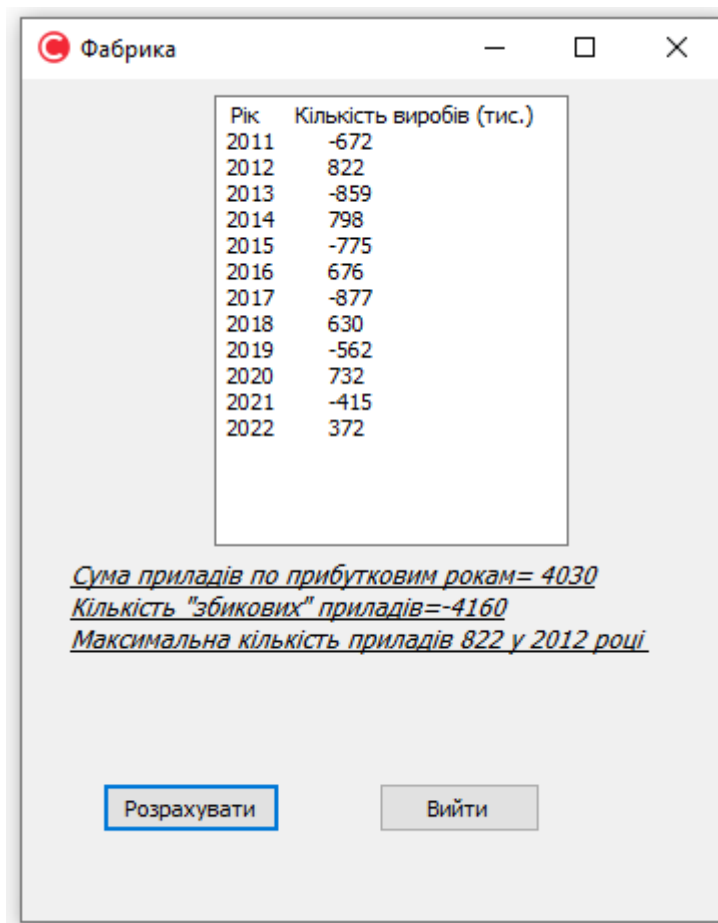 Фабрика
Рік Кількість виробів (тис.)
2011 -672
2012 822
2013 -859
2014 798
2015 -775
2016 676
2017 -877
2018 630
2019 -562
2020 732
2021 -415
2022 372
Сума приладів по прибутковим рокам= 4030
Кількість "збикових" приладів=-4160
Максимальна кількість приладів 822 у 2012 році
Розрахувати Вийти